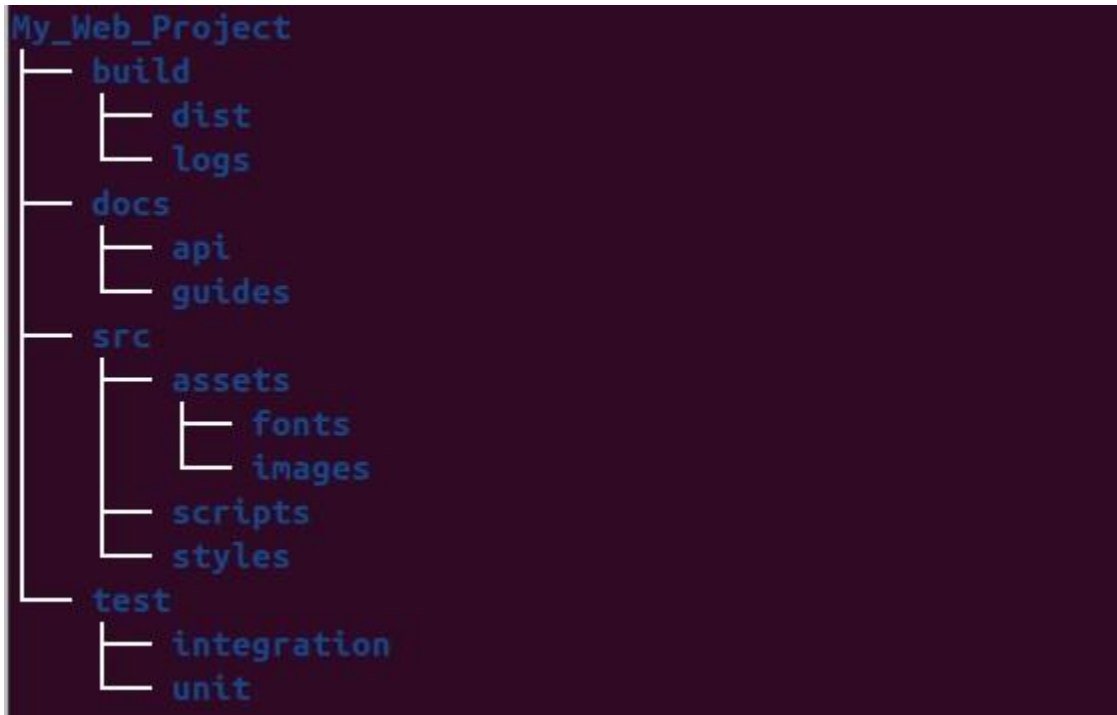 My_Web_Project
build
dist
logs
docs
api
guides
src
assets
fonts
images
scripts
styles
test
integration
unit